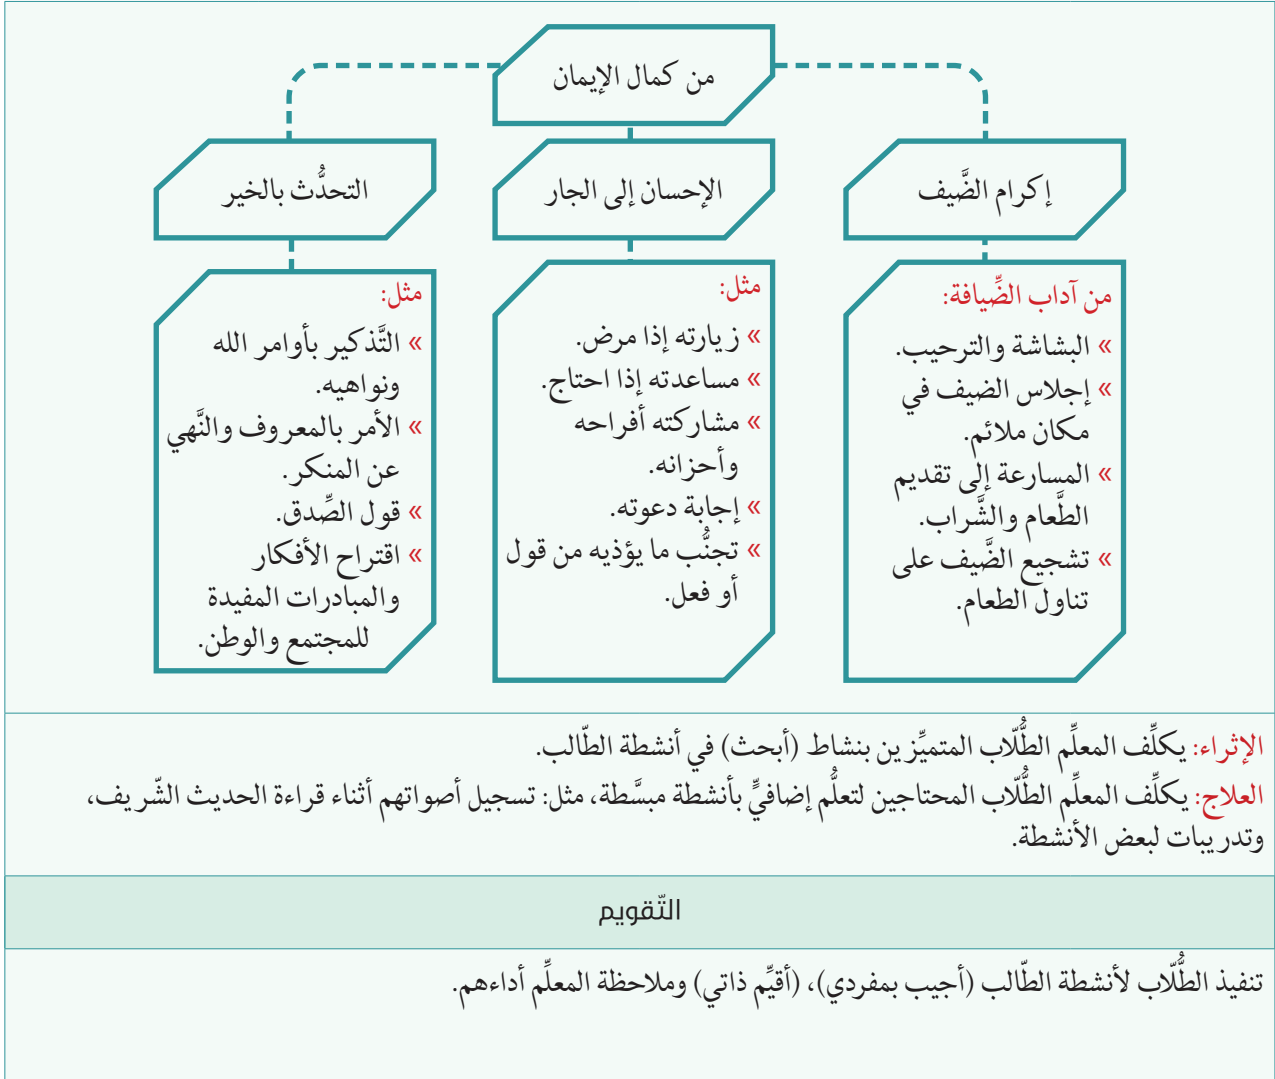 من كمال الإيمان
إكرام الضَّيف
الإحسان إلى الجار
التحدُّث بالخير
من آداب الضِّيافة:
» البشاشة والترحيب.
» إجلاس الضيف في
مكان ملائم.
» المسارعة إلى تقديم
الطَّعام والشَّراب.
» تشجيع الضَّيف على
تناول الطعام.
مثل:
» زيارته إذا مرض.
» مساعدته إذا احتاج.
» مشاركته أفراحه
وأحزانه.
» إجابة دعوته.
» تجنُّب ما يؤذيه من قول
أو فعل.
مثل:
» التَّذكير بأوامر الله
ونواهيه.
» الأمر بالمعروف والنَّهي
عن المنكر.
» قول الصِّدق.
» اقتراح الأفكار
والمبادرات المفيدة
للمجتمع والوطن.
الإثراء: يكلِّف المعلِّم الطُّلّاب المتميِّزين بنشاط (أبحث) في أنشطة الطّالب.
العلاج: يكلِّف المعلِّم الطُّلّاب المحتاجين لتعلُّم إضافيٍّ بأنشطة مبسَّطة، مثل: تسجيل أصواتهم أثناء قراءة الحديث الشّريف،
وتدريبات لبعض الأنشطة.
التّقويم
تنفيذ الطُّلّاب لأنشطة الطّالب (أجيب بمفردي)، (أقيِّم ذاتي) وملاحظة المعلِّم أداءهم.